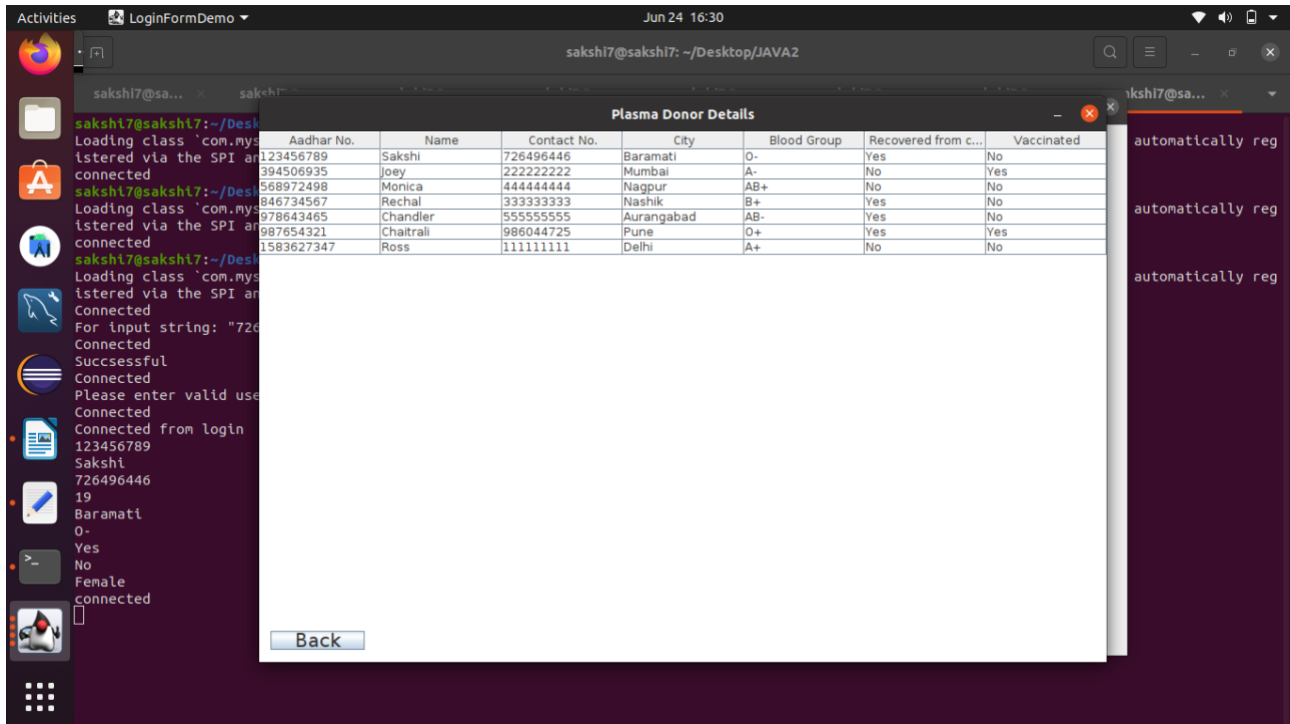 Activities LoginFormDemo Jun 24 16:30
sakshi7@sakshi7: ~/Desktop/JAVA2
sakshi7@sa... sak kshi7@sa...
Plasma Donor Details
Aadhar No. Name Contact No. City Blood Group Recovered from c... Vaccinated
123456789 Sakshi 726496446 Baramati O- Yes No
394506935 Joey 222222222 Mumbai A- No Yes
568972498 Monica 444444444 Nagpur AB+ No No
846734567 Rechal 333333333 Nashik B+ Yes No
978643465 Chandler 555555555 Aurangabad AB- Yes No
987654321 Chaitrali 986044725 Pune O+ Yes Yes
1583627347 Ross 111111111 Delhi A+ No No
Back
sakshi7@sakshi7:~/Desk
Loading class `com.mys automatically reg
istered via the SPI an
connected
sakshi7@sakshi7:~/Desk
Loading class `com.mys automatically reg
istered via the SPI an
connected
sakshi7@sakshi7:~/Desk
Loading class `com.mys automatically reg
istered via the SPI an
Connected
For input string: "726
Connected
Succsessful
Connected
Please enter valid use
Connected
Connected from login
123456789
Sakshi
726496446
19
Baramati
O-
Yes
No
Female
connected